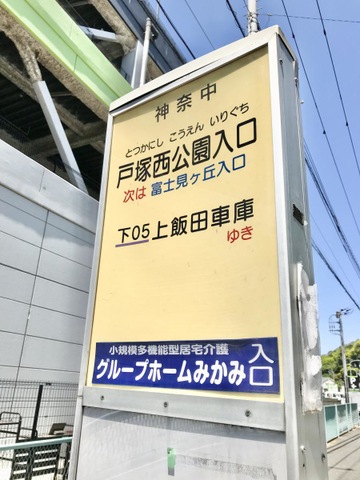 神奈中
とつかにし こうえん いりぐち
戸塚西公園入口
次は 富士見ヶ丘入口
下05上飯田車庫
ゆき
小規模多機能型居宅介護
グループホームみかみ 入口